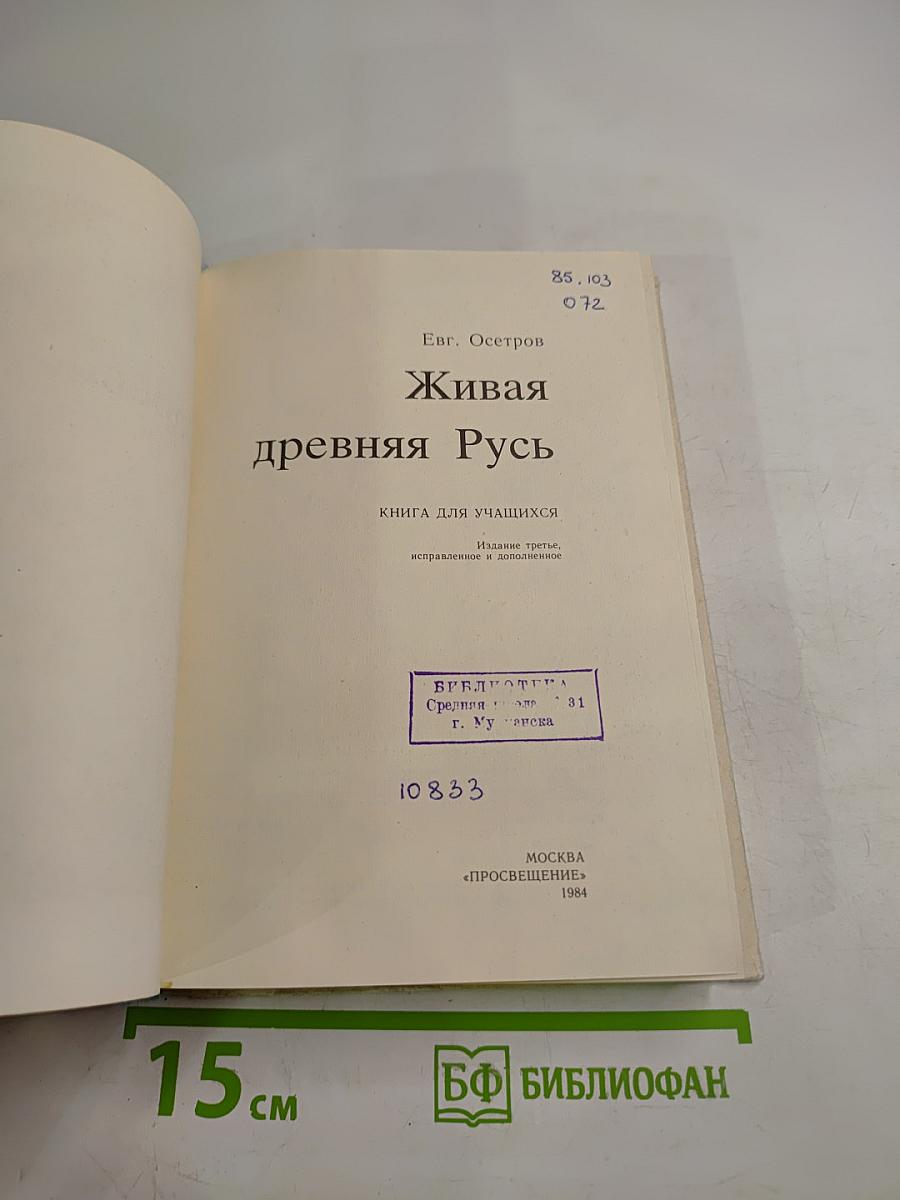 85.103
О72
Евг. Осетров
Живая
древняя Русь
КНИГА ДЛЯ УЧАЩИХСЯ
Издание третье,
исправленное и дополненное
БИБЛИОТЕКА
Средняя 31
г.
10833
МОСКВА
«ПРОСВЕЩЕНИЕ»
1984
15 см
БФ БИБЛИОФАН